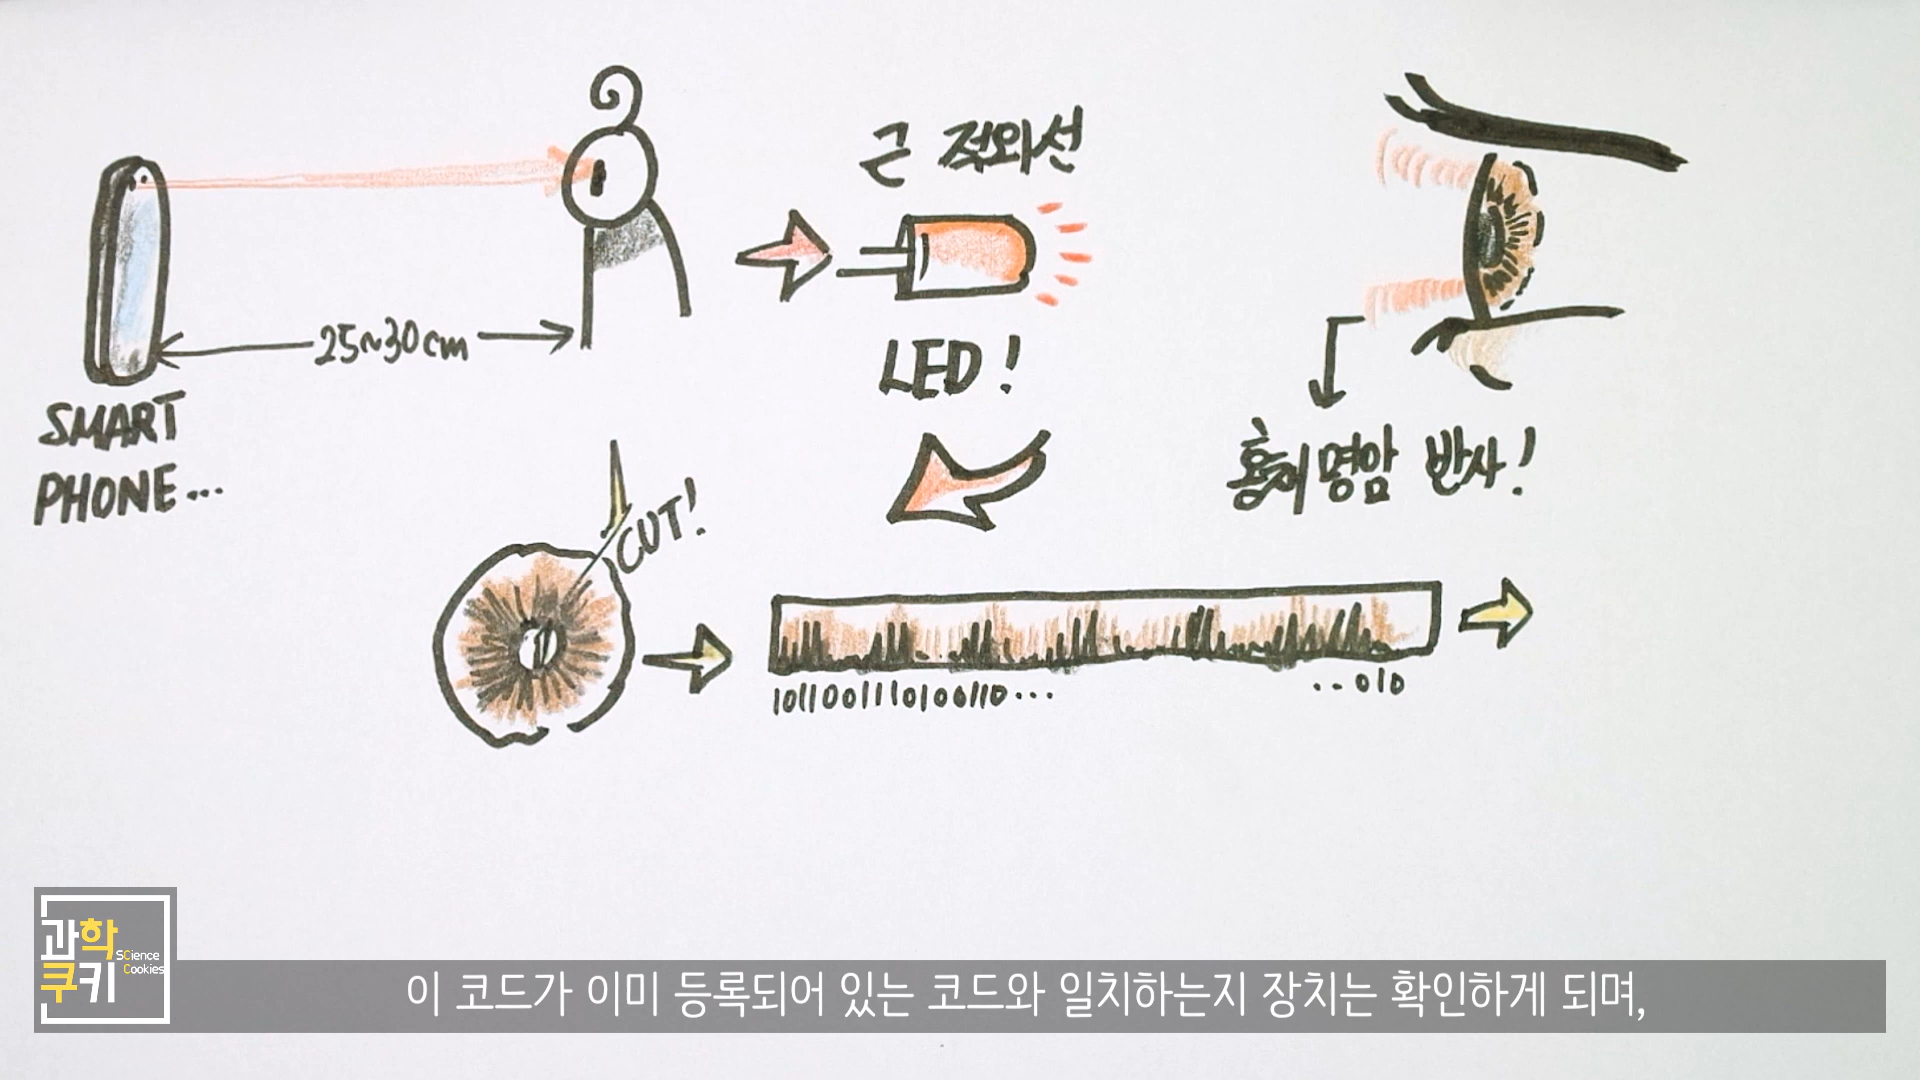 근 적외선
25~30cm
LED!
SMART
PHONE...
홍채 명암 반사!
CUT!
1011001110100110...
..010
과학
쿠키
SCience
Cookies
이 코드가 이미 등록되어 있는 코드와 일치하는지 장치는 확인하게 되며,